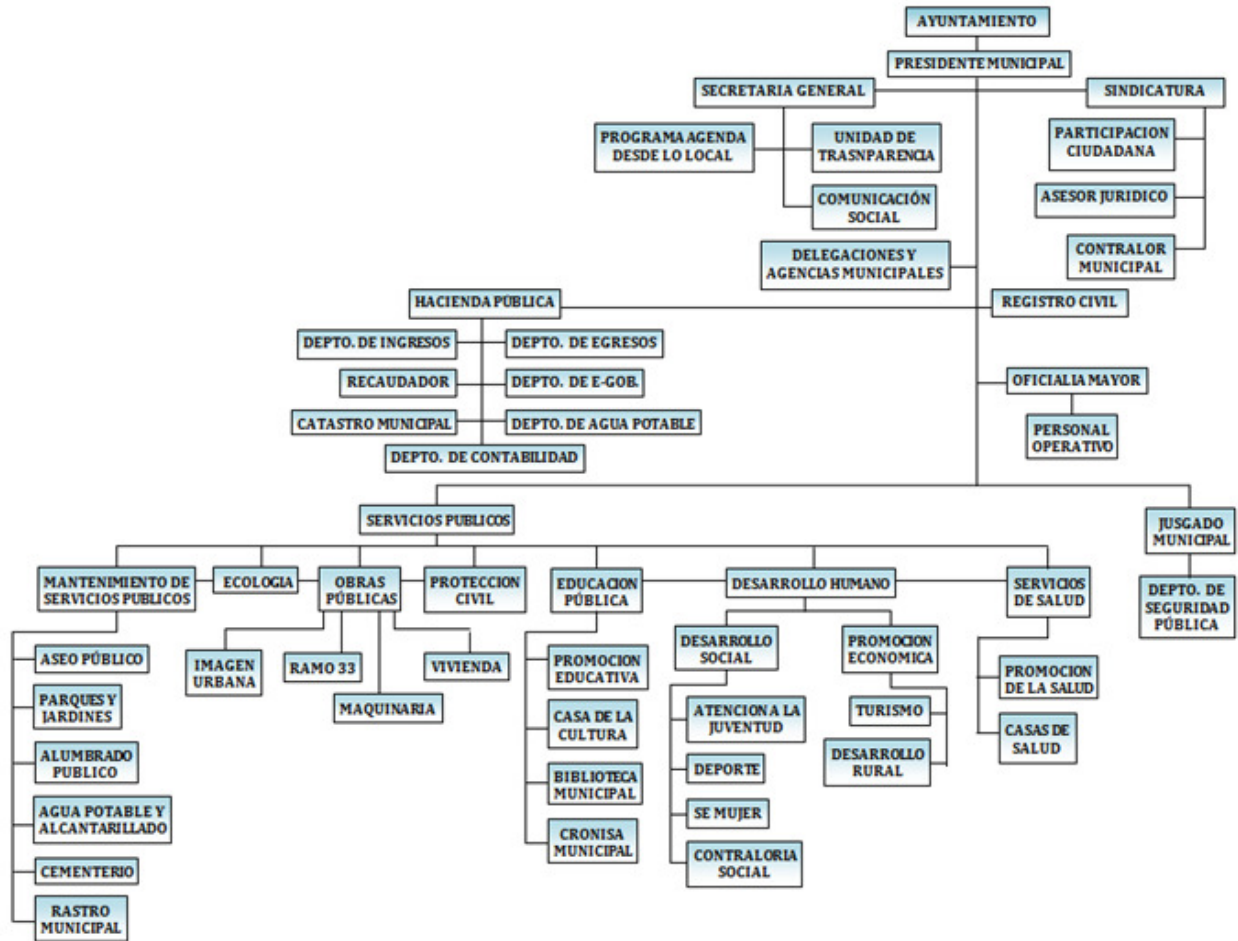 AYUNTAMIENTO
PRESIDENTE MUNICIPAL
SECRETARIA GENERAL
SINDICATURA
PROGRAMA AGENDA
DESDE LO LOCAL
UNIDAD DE
TRASNPARENCIA
PARTICIPACION
CIUDADANA
COMUNICACIÓN
SOCIAL
ASESOR JURIDICO
DELEGACIONES Y
AGENCIAS MUNICIPALES
CONTRALOR
MUNICIPAL
HACIENDA PÚBLICA
REGISTRO CIVIL
DEPTO. DE INGRESOS
DEPTO. DE EGRESOS
RECAUDADOR
DEPTO. DE E-GOB.
OFICIALIA MAYOR
CATASTRO MUNICIPAL
DEPTO. DE AGUA POTABLE
PERSONAL
OPERATIVO
DEPTO. DE CONTABILIDAD
SERVICIOS PUBLICOS
JUSGADO
MUNICIPAL
MANTENIMIENTO DE
SERVICIOS PUBLICOS
ECOLOGIA
OBRAS
PÚBLICAS
PROTECCION
CIVIL
EDUCACION
PÚBLICA
DESARROLLO HUMANO
SERVICIOS
DE SALUD
DEPTO. DE
SEGURIDAD
PÚBLICA
ASEO PÚBLICO
PARQUES Y
JARDINES
ALUMBRADO
PUBLICO
AGUA POTABLE Y
ALCANTARILLADO
CEMENTERIO
RASTRO
MUNICIPAL
IMAGEN
URBANA
RAMO 33
MAQUINARIA
VIVIENDA
PROMOCION
EDUCATIVA
CASA DE LA
CULTURA
BIBLIOTECA
MUNICIPAL
CRONISA
MUNICIPAL
DESARROLLO
SOCIAL
ATENCION A LA
JUVENTUD
DEPORTE
SE MUJER
CONTRALORIA
SOCIAL
PROMOCION
ECONOMICA
TURISMO
DESARROLLO
RURAL
PROMOCION
DE LA SALUD
CASAS DE
SALUD